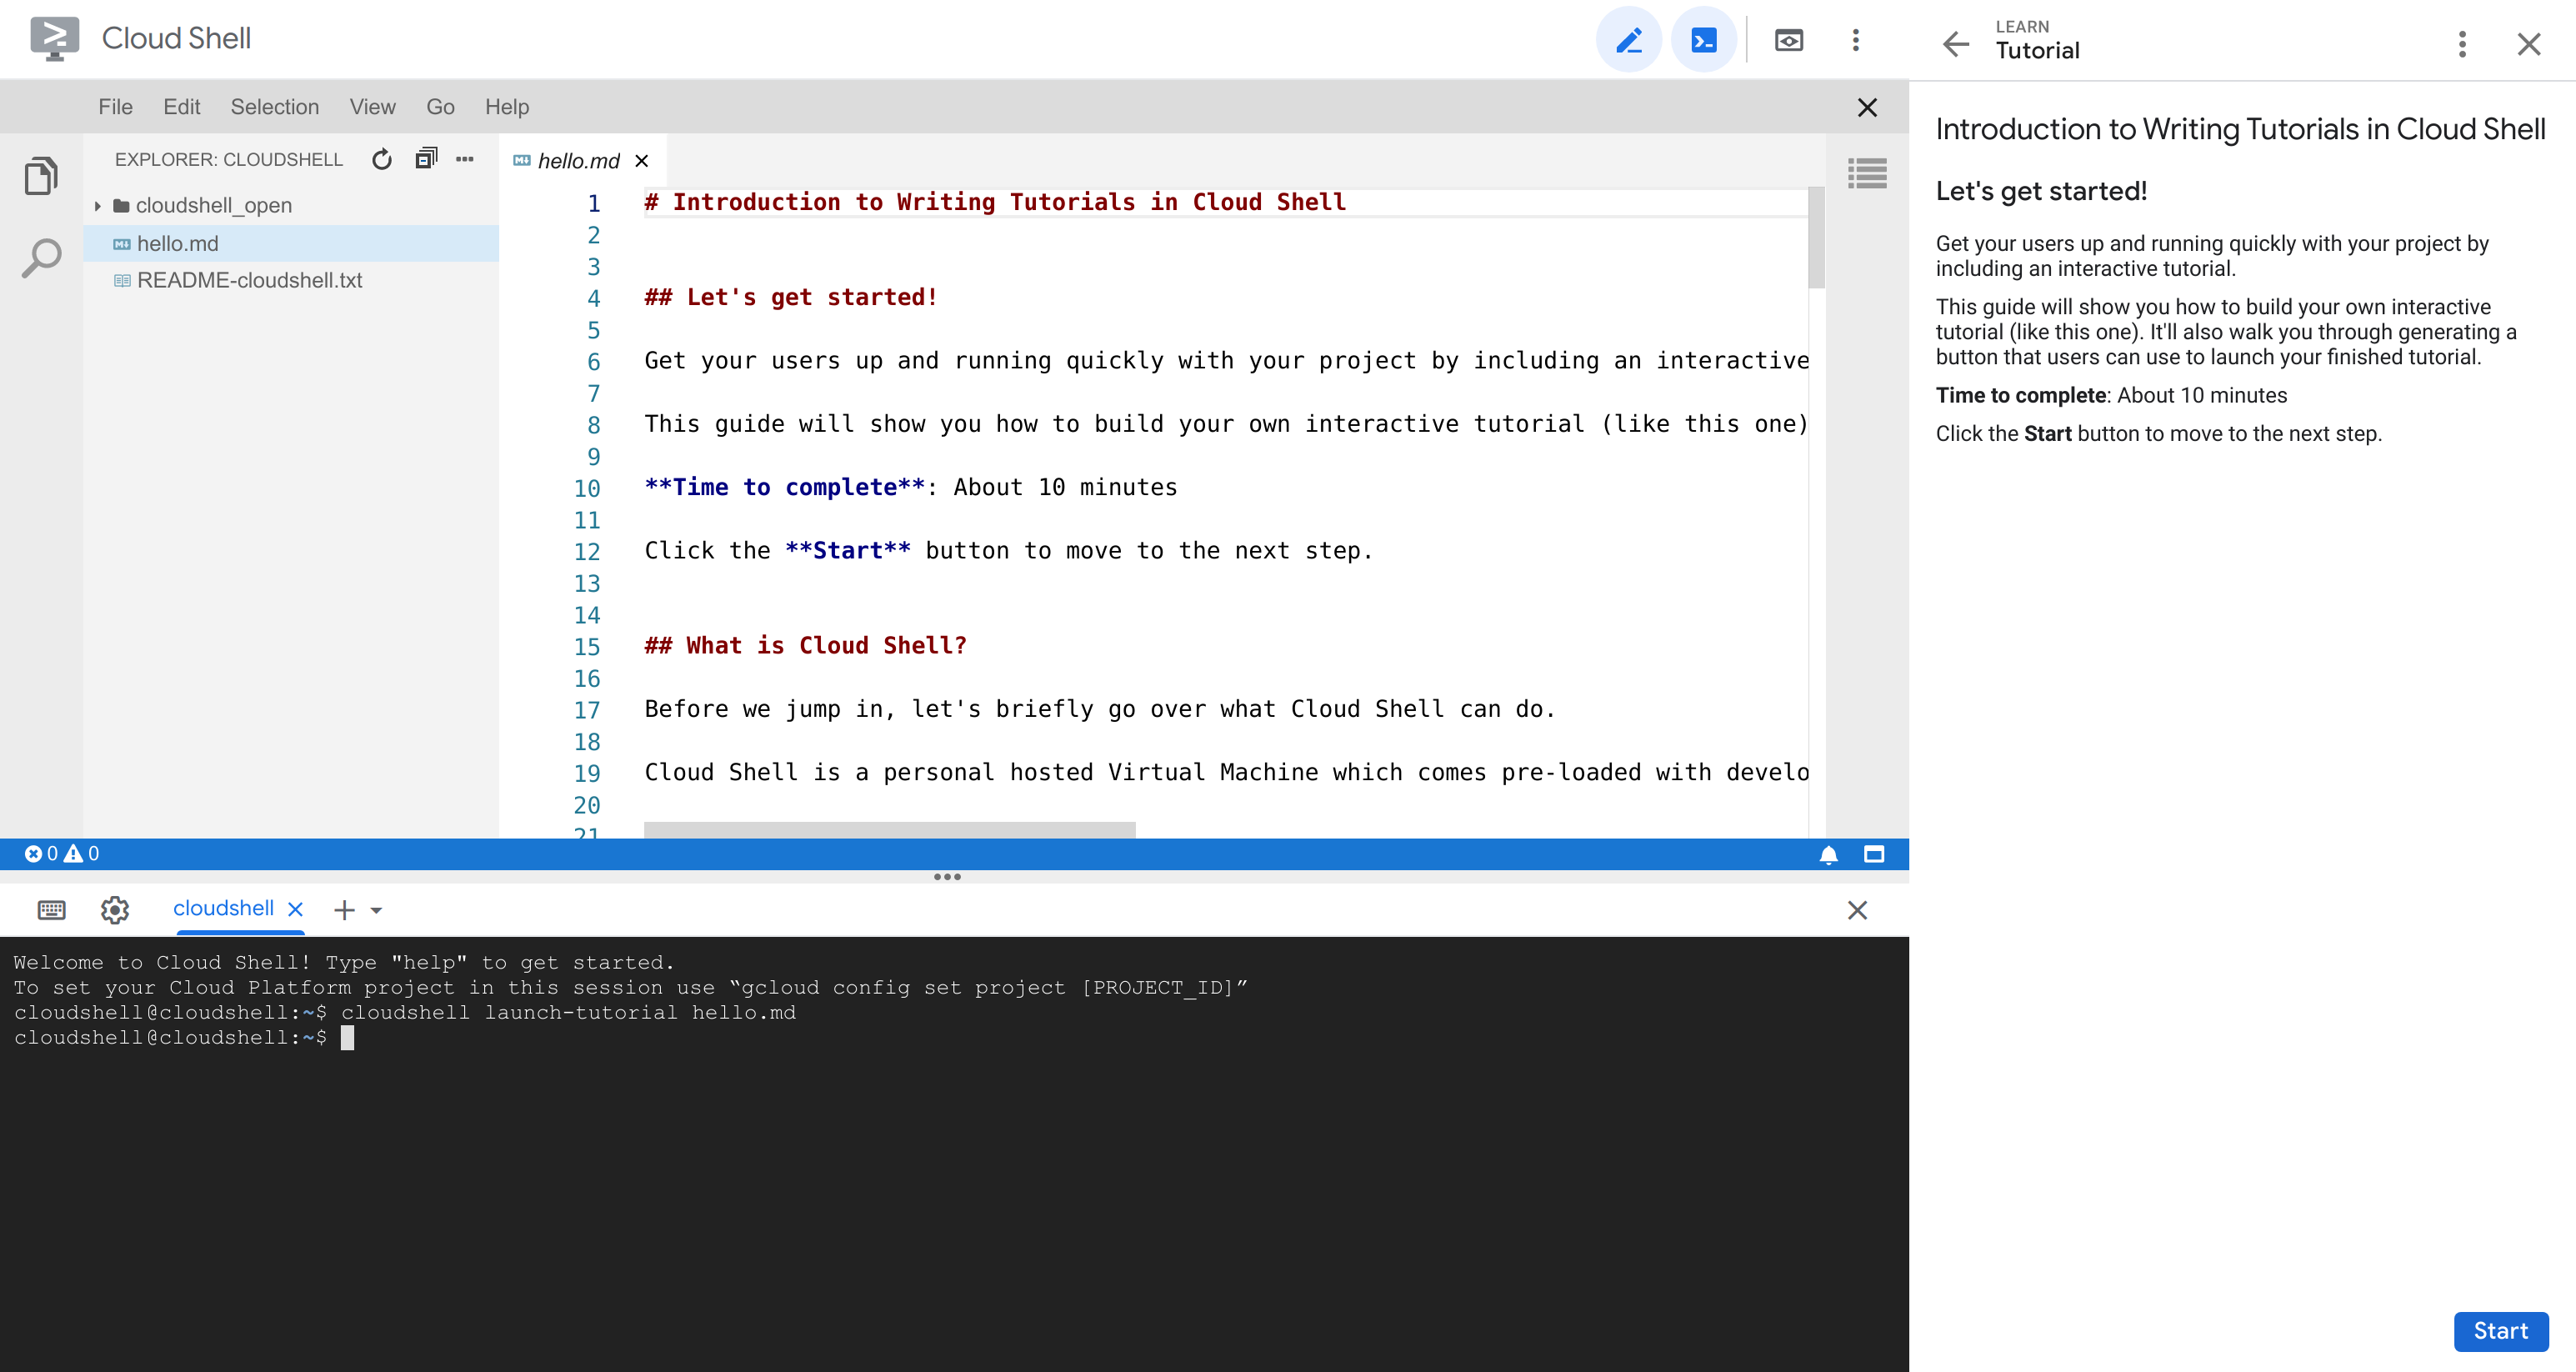 Cloud Shell
File Edit Selection View Go Help
EXPLORER: CLOUDSHELL
cloudshell_open
hello.md
README-cloudshell.txt
hello.md
1 # Introduction to Writing Tutorials in Cloud Shell
2
3
4 ## Let's get started!
5
6 Get your users up and running quickly with your project by including an interactive
7
8 This guide will show you how to build your own interactive tutorial (like this one)
9
10 **Time to complete**: About 10 minutes
11
12 Click the **Start** button to move to the next step.
13
14
15 ## What is Cloud Shell?
16
17 Before we jump in, let's briefly go over what Cloud Shell can do.
18
19 Cloud Shell is a personal hosted Virtual Machine which comes pre-loaded with develo
20
21
0 0
cloudshell
Welcome to Cloud Shell! Type "help" to get started.
To set your Cloud Platform project in this session use “gcloud config set project [PROJECT_ID]”
cloudshell@cloudshell:~$ cloudshell launch-tutorial hello.md
cloudshell@cloudshell:~$
LEARN
Tutorial
Introduction to Writing Tutorials in Cloud Shell
Let's get started!
Get your users up and running quickly with your project by
including an interactive tutorial.
This guide will show you how to build your own interactive
tutorial (like this one). It'll also walk you through generating a
button that users can use to launch your finished tutorial.
Time to complete: About 10 minutes
Click the Start button to move to the next step.
Start